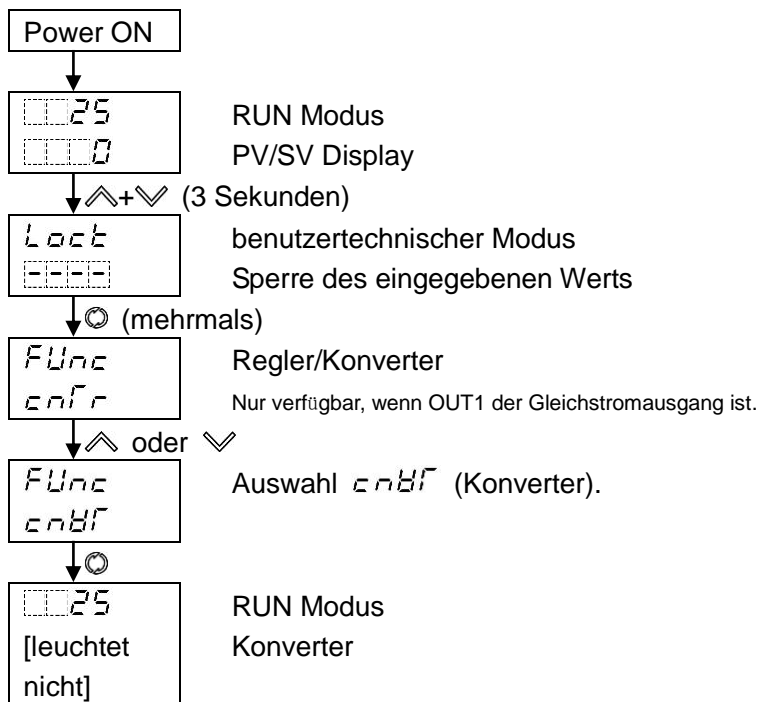 Power ON
25 RUN Modus
0 PV/SV Display
+ (3 Sekunden)
Lock benutzertechnischer Modus
---- Sperre des eingegebenen Werts
(mehrmals)
FUnc Regler/Konverter
cnTr Nur verfügbar, wenn OUT1 der Gleichstromausgang ist.
oder
FUnc Auswahl cnVT (Konverter).
cnVT
25 RUN Modus
[leuchtet Konverter
nicht]